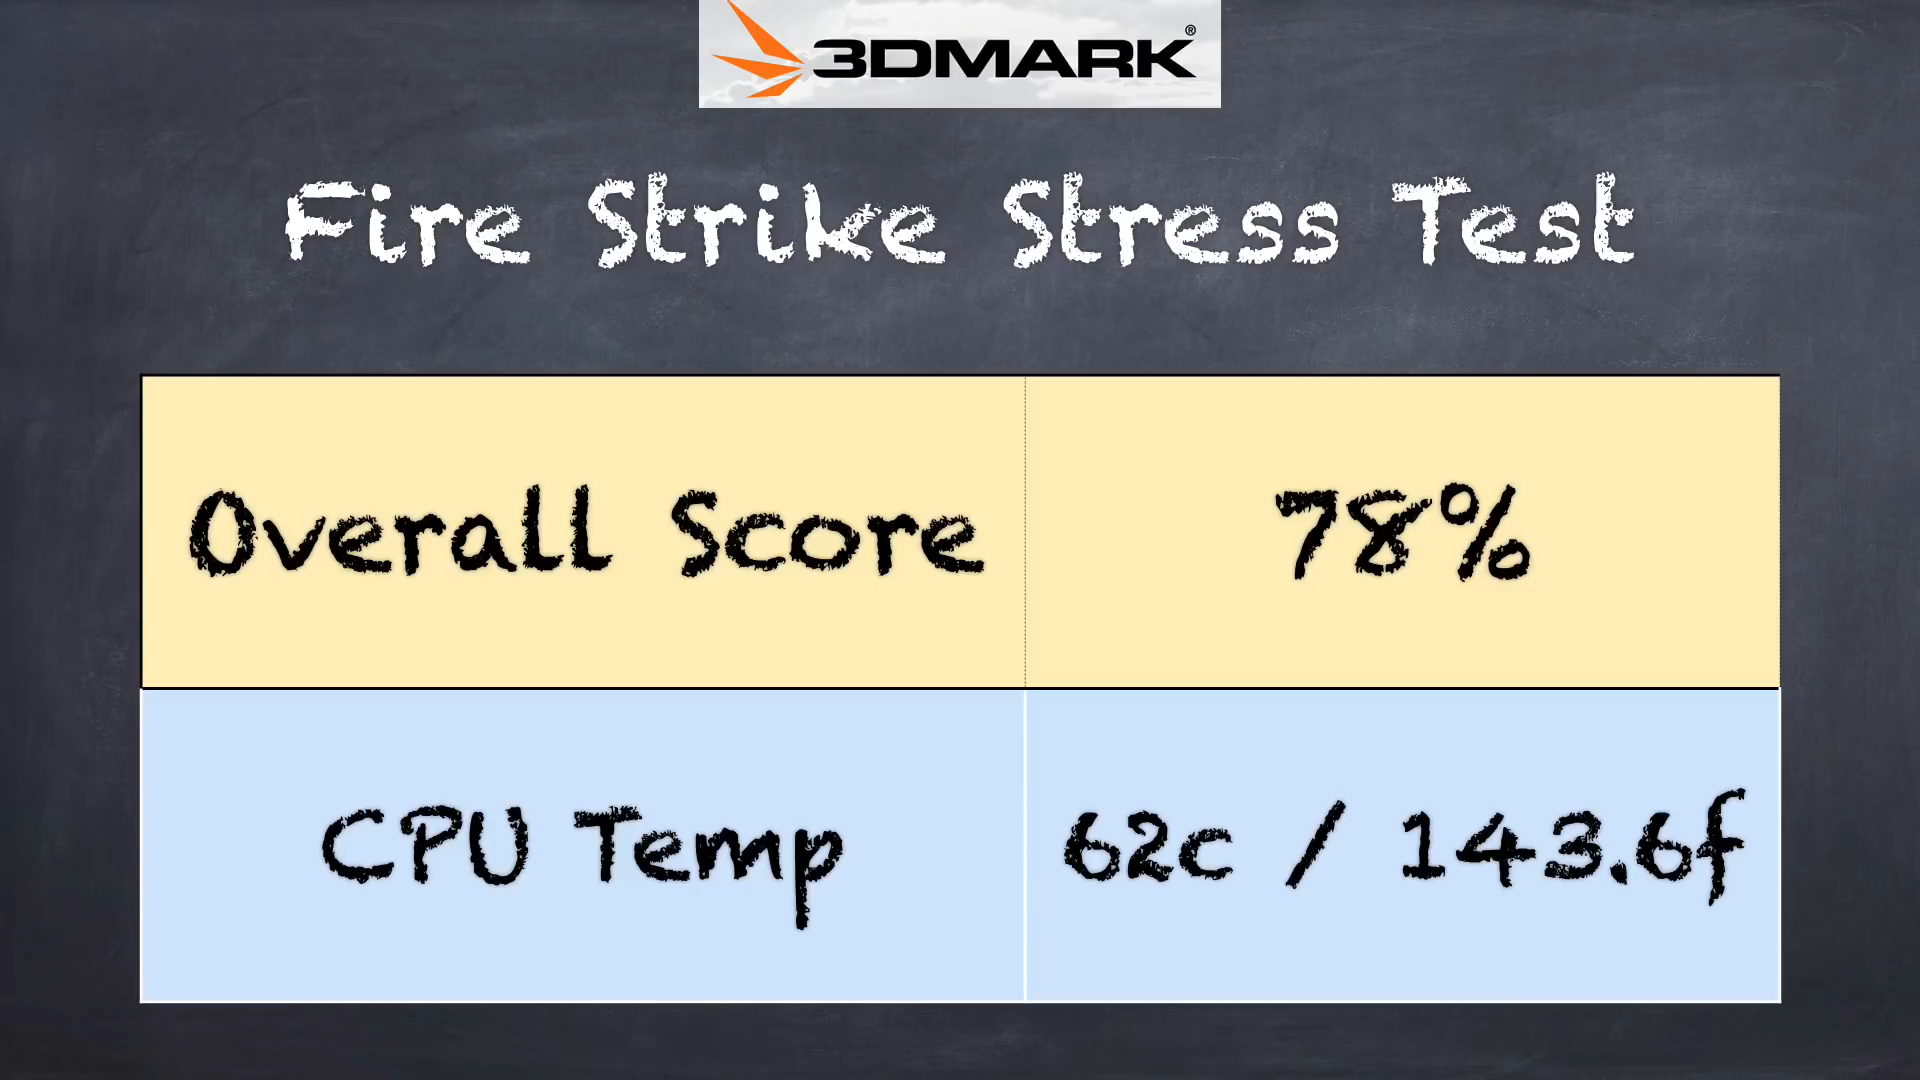 3DMARK®
Fire Strike Stress Test
Overall Score 78%
CPU Temp 62c / 143.6f